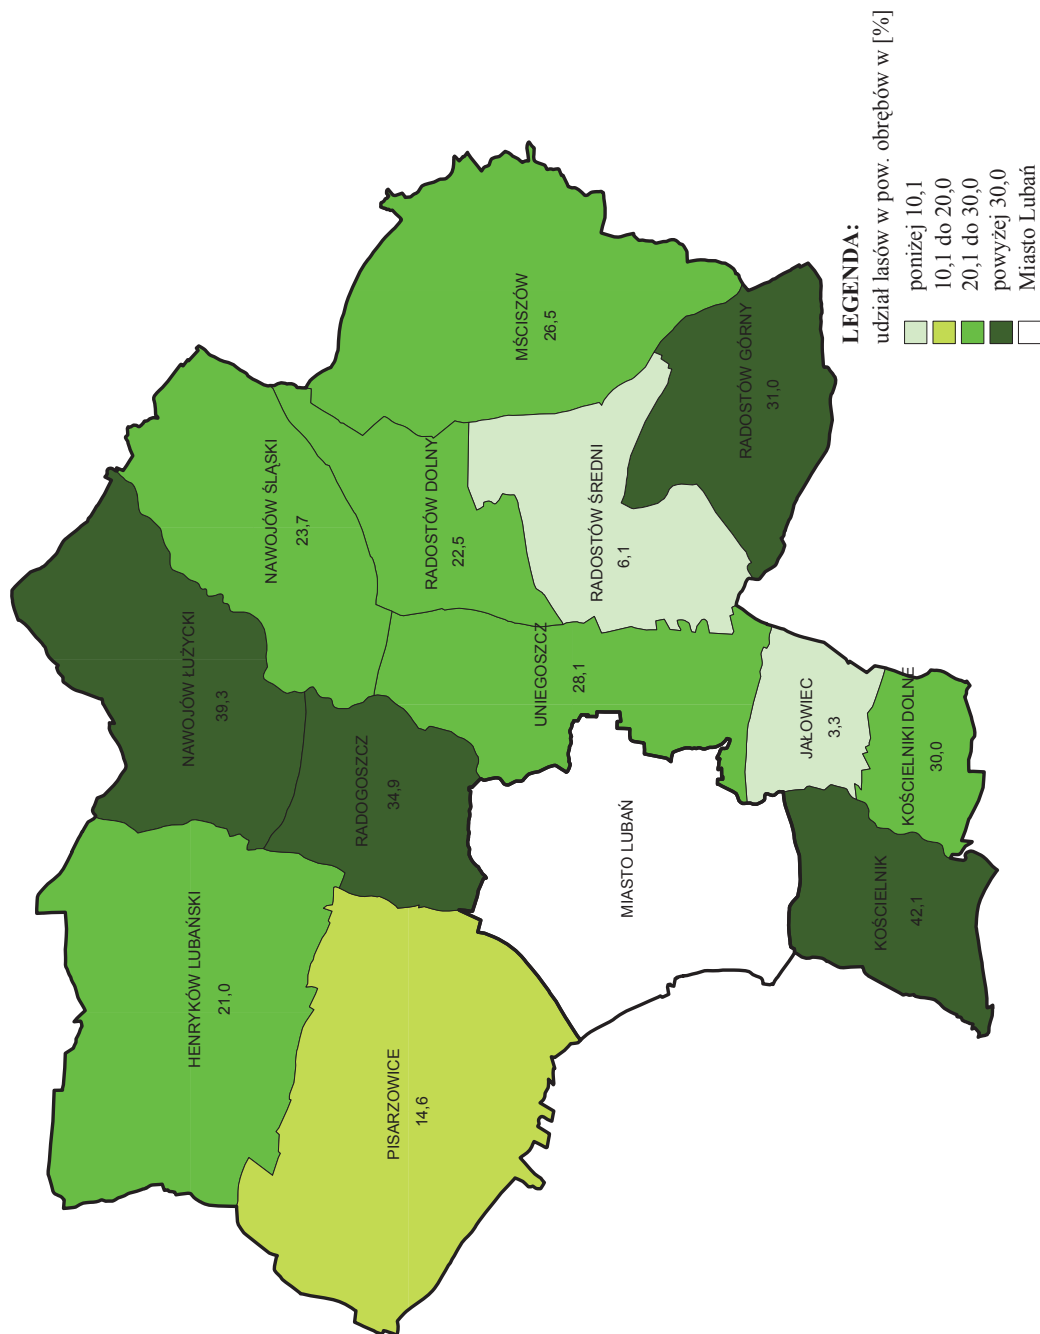 HENRYKÓW LUBAŃSKI
21,0
NAWOJÓW ŁUŻYCKI
39,3
NAWOJÓW ŚLĄSKI
23,7
PISARZOWICE
14,6
RADOGOSZCZ
34,9
RADOSTÓW DOLNY
22,5
MŚCISZÓW
26,5
UNIEGOSZCZ
28,1
RADOSTÓW ŚREDNI
6,1
MIASTO LUBAŃ
RADOSTÓW GÓRNY
31,0
JAŁOWIEC
3,3
KOŚCIELNIK
42,1
KOŚCIELNIKI DOLNE
30,0
LEGENDA:
udział lasów w pow. obrębów w [%]
poniżej 10,1
10,1 do 20,0
20,1 do 30,0
powyżej 30,0
Miasto Lubań